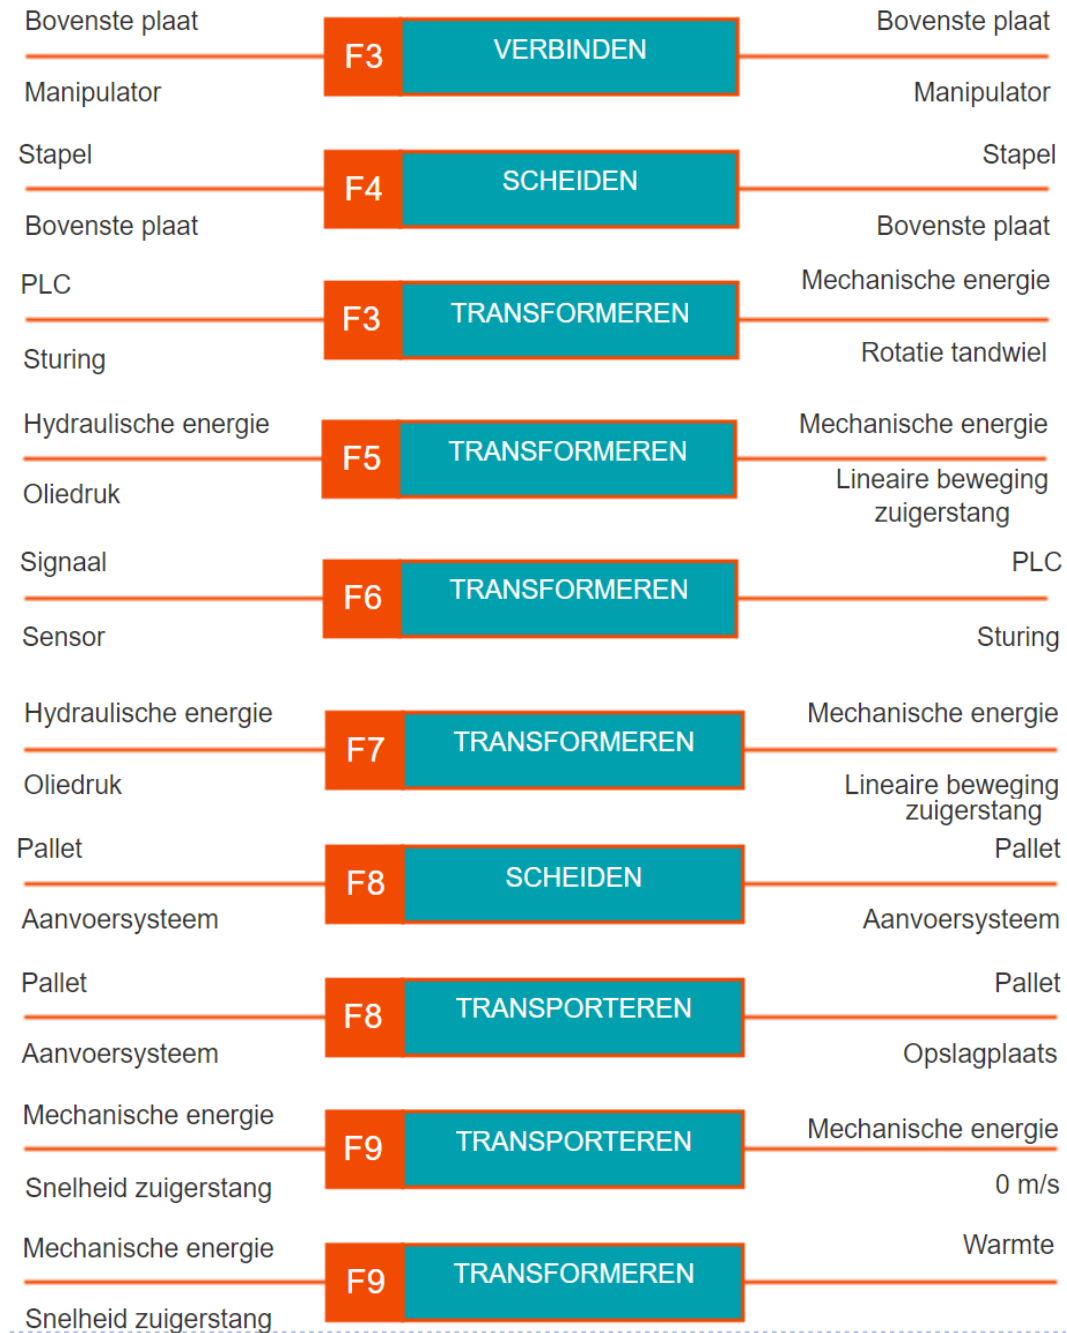 Bovenste plaat
F3 VERBINDEN
Bovenste plaat
Manipulator
Manipulator
Stapel
F4 SCHEIDEN
Stapel
Bovenste plaat
Bovenste plaat
PLC
F3 TRANSFORMEREN
Mechanische energie
Sturing
Rotatie tandwiel
Hydraulische energie
F5 TRANSFORMEREN
Mechanische energie
Oliedruk
Lineaire beweging
zuigerstang
Signaal
F6 TRANSFORMEREN
PLC
Sensor
Sturing
Hydraulische energie
F7 TRANSFORMEREN
Mechanische energie
Oliedruk
Lineaire beweging
zuigerstang
Pallet
F8 SCHEIDEN
Pallet
Aanvoersysteem
Aanvoersysteem
Pallet
F8 TRANSPORTEREN
Pallet
Aanvoersysteem
Opslagplaats
Mechanische energie
F9 TRANSPORTEREN
Mechanische energie
Snelheid zuigerstang
0 m/s
Mechanische energie
F9 TRANSFORMEREN
Warmte
Snelheid zuigerstang